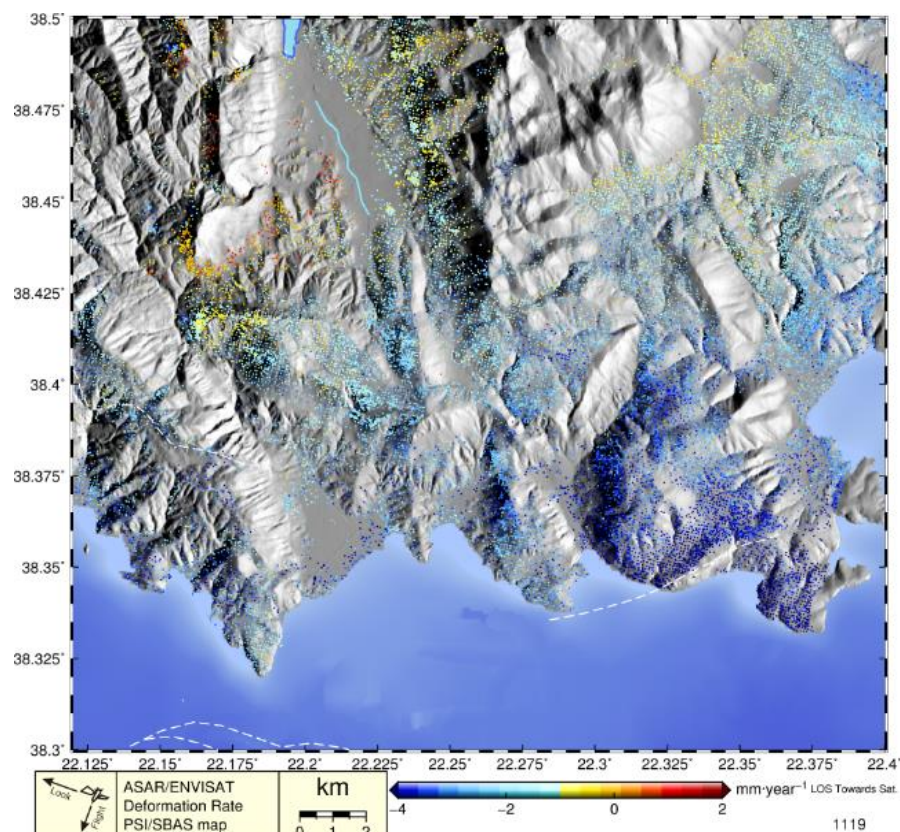 38.5°
38.475°
38.45°
38.425°
38.4°
38.375°
38.35°
38.325°
38.3°
22.125° 22.15° 22.175° 22.2° 22.225° 22.25° 22.275° 22.3° 22.325° 22.35° 22.375° 22.4°
Look
Flight
ASAR/ENVISAT
Deformation Rate
PSI/SBAS map
km
0 1 2
-4 -2 0 2
mm·year⁻¹ LOS Towards Sat.
1119